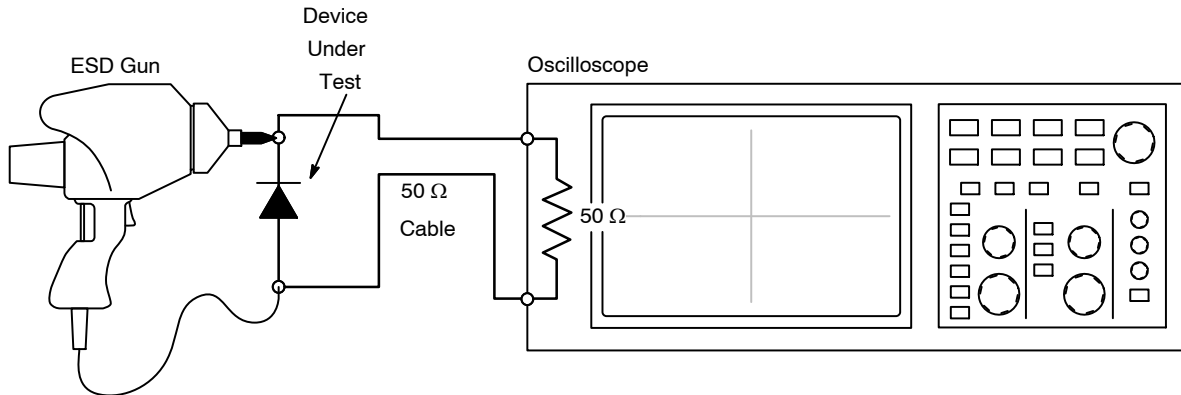 Device
Under
Test
ESD Gun
Oscilloscope
50 Ω
Cable
50 Ω